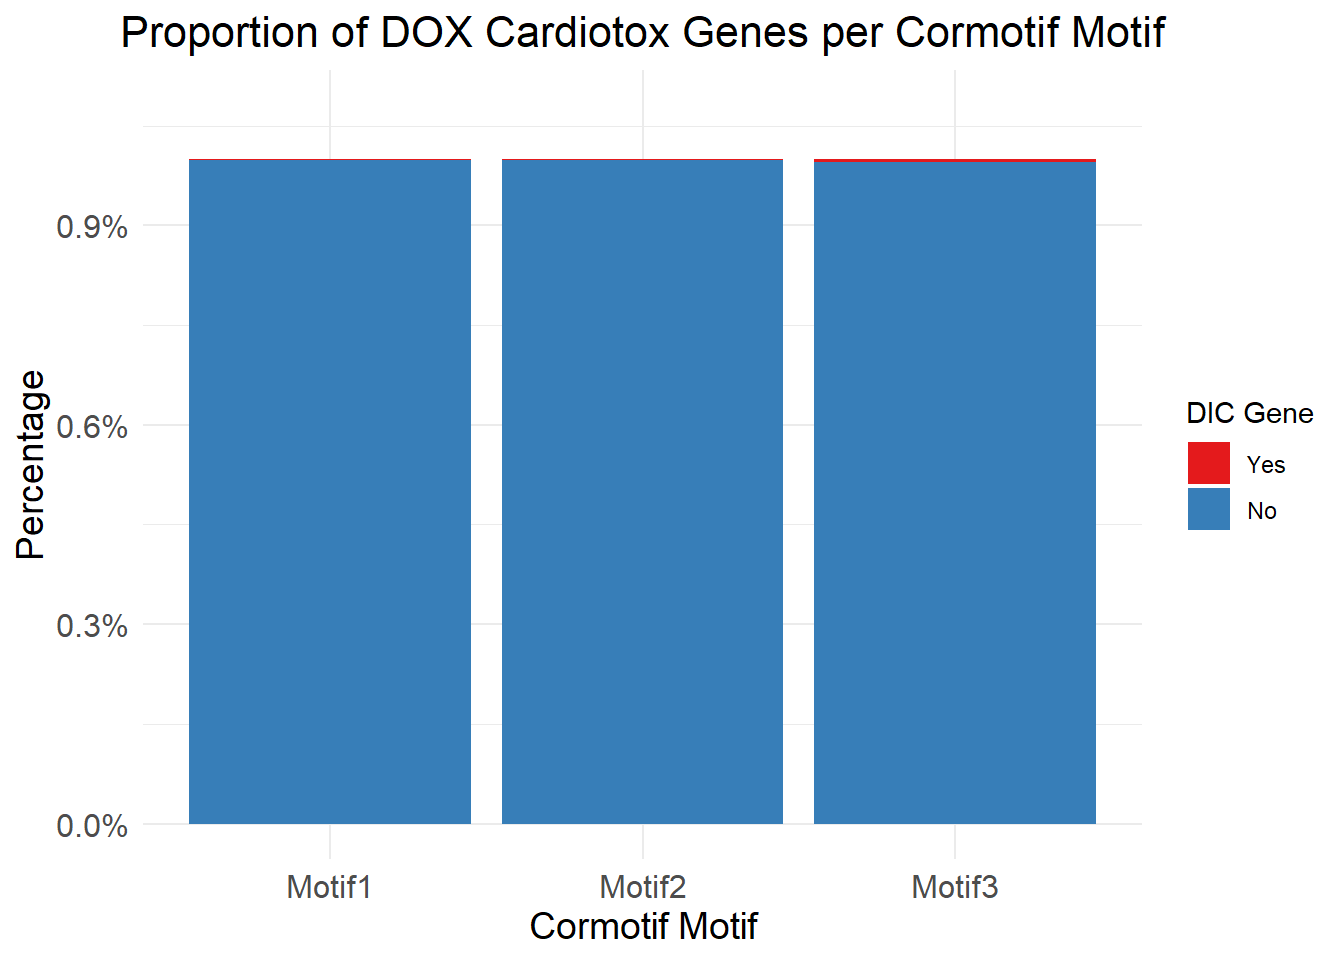 Proportion of DOX Cardiotox Genes per Cormotif Motif
Percentage
0.9%
0.6%
0.3%
0.0%
Motif1
Motif2
Motif3
Cormotif Motif
DIC Gene
Yes
No